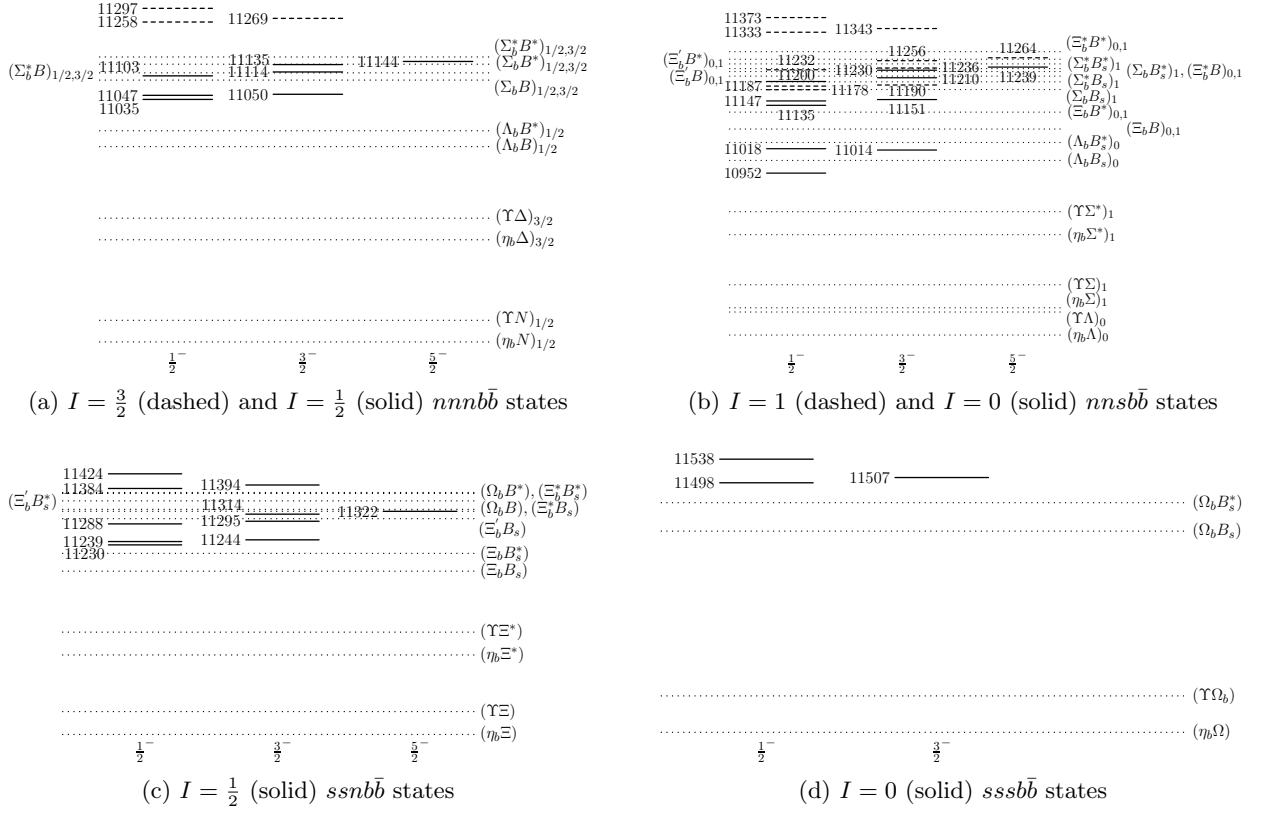 11297
11258
11269
(Σ*_bB*)_{1/2,3/2}
11135
11144
(Σ_bB*)_{1/2,3/2}
(Σ*_bB)_{1/2,3/2}
11103
11114
(Σ_bB)_{1/2,3/2}
11047
11050
11035
(Λ_bB*)_{1/2}
(Λ_bB)_{1/2}
(ΥΔ)_{3/2}
(η_bΔ)_{3/2}
(ΥN)_{1/2}
(η_bN)_{1/2}
1/2⁻ 3/2⁻ 5/2⁻
(a) I = 3/2 (dashed) and I = 1/2 (solid) nnnbb̄ states
11373
11333
11343
(Ξ*_bB*)_{0,1}
11256
11264
(Ξ′_bB*)_{0,1}
11232
(Σ_b*B_s*)_1
11230
11236
(Σ_bB*_s)_1, (Ξ*_bB)_{0,1}
(Ξ′_bB)_{0,1}
11200
11210
11239
(Σ*_bB_s)_1
11187
11178
11190
(Σ_bB_s)_1
11147
11151
11135
(Ξ_bB*)_{0,1}
(Ξ_bB)_{0,1}
11018
11014
(Λ_bB*_s)_0
(Λ_bB_s)_0
10952
(ΥΣ*)_1
(η_bΣ*)_1
(ΥΣ)_1
(η_bΣ)_1
(ΥΛ)_0
(η_bΛ)_0
1/2⁻ 3/2⁻ 5/2⁻
(b) I = 1 (dashed) and I = 0 (solid) nnsbb̄ states
11424
11384
11394
(Ω_bB*), (Ξ*_bB*_s)
(Ξ′_bB*_s)
11314
11322
(Ω_bB), (Ξ*_bB_s)
11288
11295
(Ξ′_bB_s)
11239
11244
11230
(Ξ_bB*_s)
(Ξ_bB_s)
(ΥΞ*)
(η_bΞ*)
(ΥΞ)
(η_bΞ)
1/2⁻ 3/2⁻ 5/2⁻
(c) I = 1/2 (solid) ssnbb̄ states
11538
11498
11507
(Ω_bB*_s)
(Ω_bB_s)
(ΥΩ_b)
(η_bΩ)
1/2⁻ 3/2⁻
(d) I = 0 (solid) sssbb̄ states